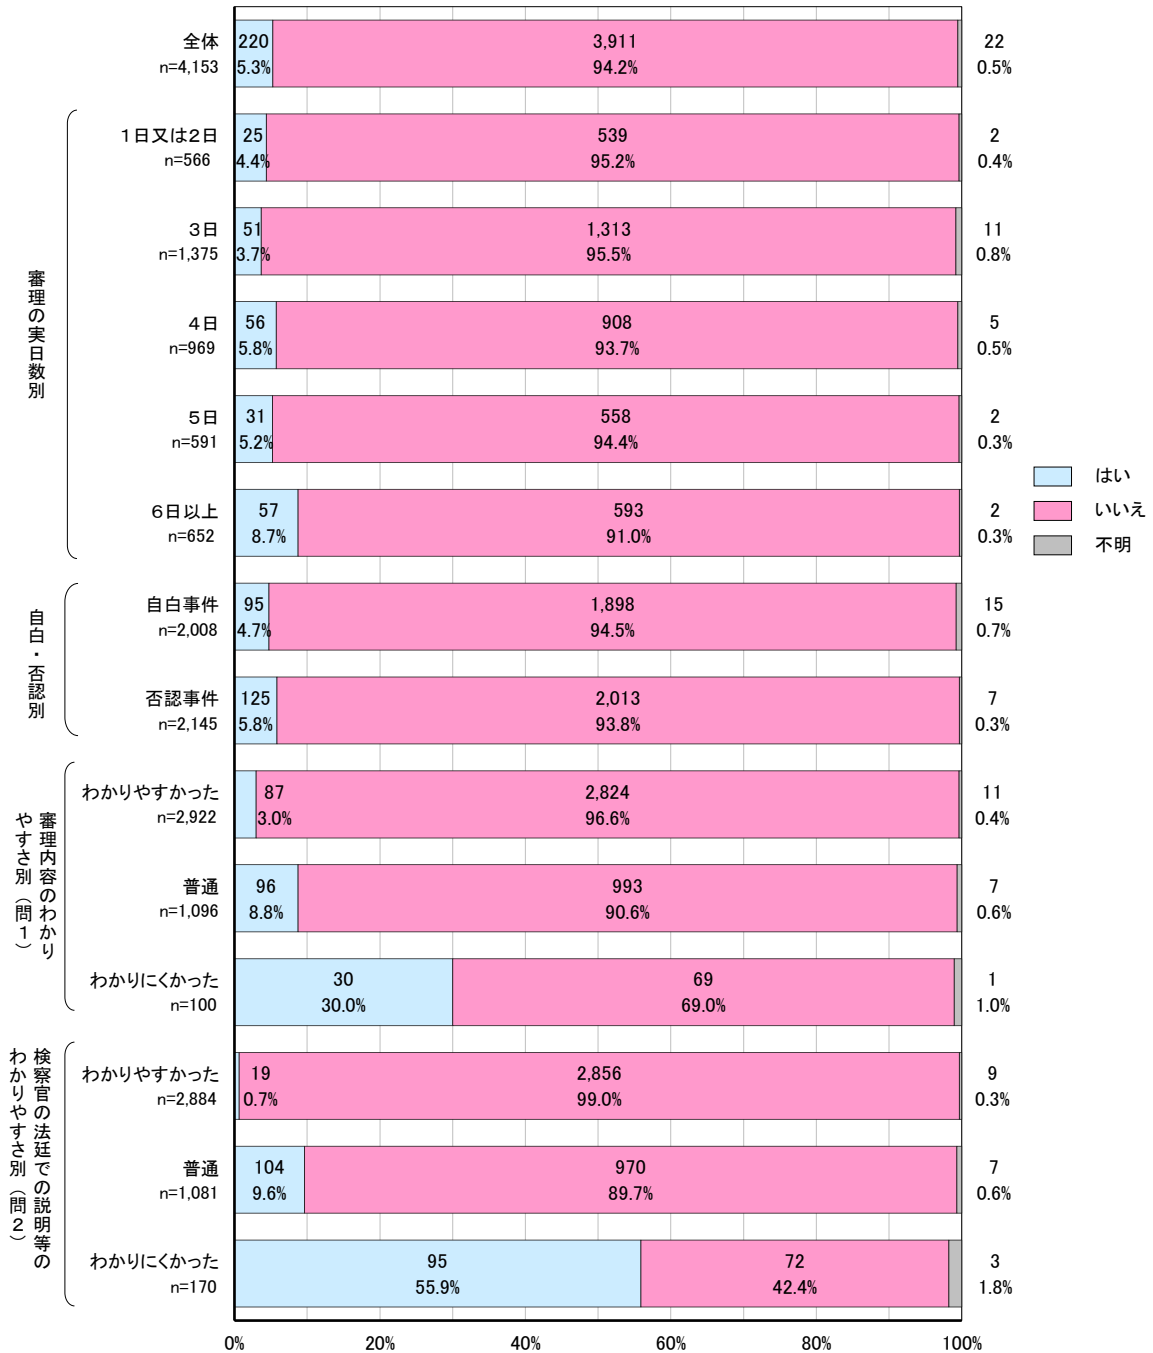 全体
n=4,153
220
5.3%
3,911
94.2%
22
0.5%
審理の実日数別
1日又は2日
n=566
25
4.4%
539
95.2%
2
0.4%
3日
n=1,375
51
3.7%
1,313
95.5%
11
0.8%
4日
n=969
56
5.8%
908
93.7%
5
0.5%
5日
n=591
31
5.2%
558
94.4%
2
0.3%
6日以上
n=652
57
8.7%
593
91.0%
2
0.3%
はい
いいえ
不明
自白・否認別
自白事件
n=2,008
95
4.7%
1,898
94.5%
15
0.7%
否認事件
n=2,145
125
5.8%
2,013
93.8%
7
0.3%
審理内容のわかり
やすさ別(問1)
わかりやすかった
n=2,922
87
3.0%
2,824
96.6%
11
0.4%
普通
n=1,096
96
8.8%
993
90.6%
7
0.6%
わかりにくかった
n=100
30
30.0%
69
69.0%
1
1.0%
検察官の法廷での説明等の
わかりやすさ別(問2)
わかりやすかった
n=2,884
19
0.7%
2,856
99.0%
9
0.3%
普通
n=1,081
104
9.6%
970
89.7%
7
0.6%
わかりにくかった
n=170
95
55.9%
72
42.4%
3
1.8%
0%
20%
40%
60%
80%
100%